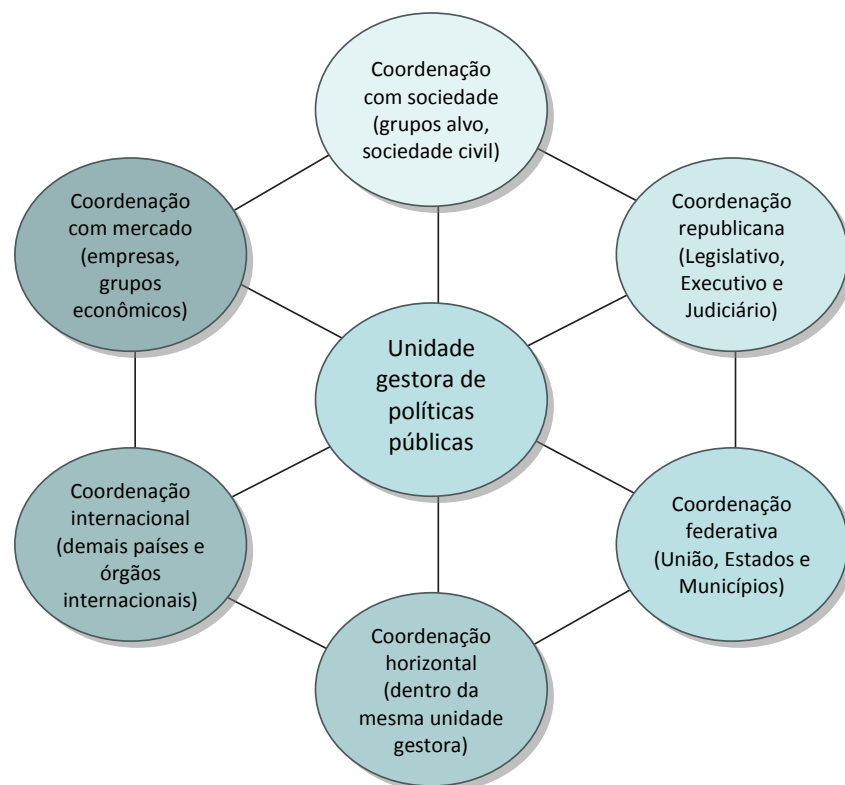 Coordenação
com sociedade
(grupos alvo,
sociedade civil)
Coordenação
com mercado
(empresas,
grupos
econômicos)
Coordenação
republicana
(Legislativo,
Executivo e
Judiciário)
Unidade
gestora de
políticas
públicas
Coordenação
internacional
(demais países e
órgãos
internacionais)
Coordenação
federativa
(União, Estados e
Municípios)
Coordenação
horizontal
(dentro da
mesma unidade
gestora)